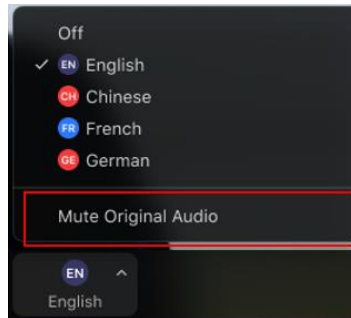 Off
EN English
CH Chinese
FR French
GE German
Mute Original Audio
EN
English